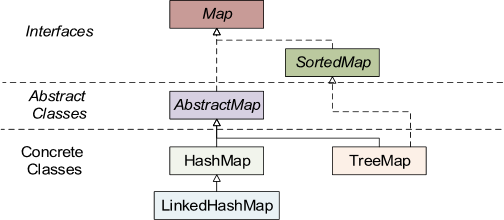 Map
Interfaces
SortedMap
Abstract
Classes
AbstractMap
Concrete
Classes
HashMap
TreeMap
LinkedHashMap